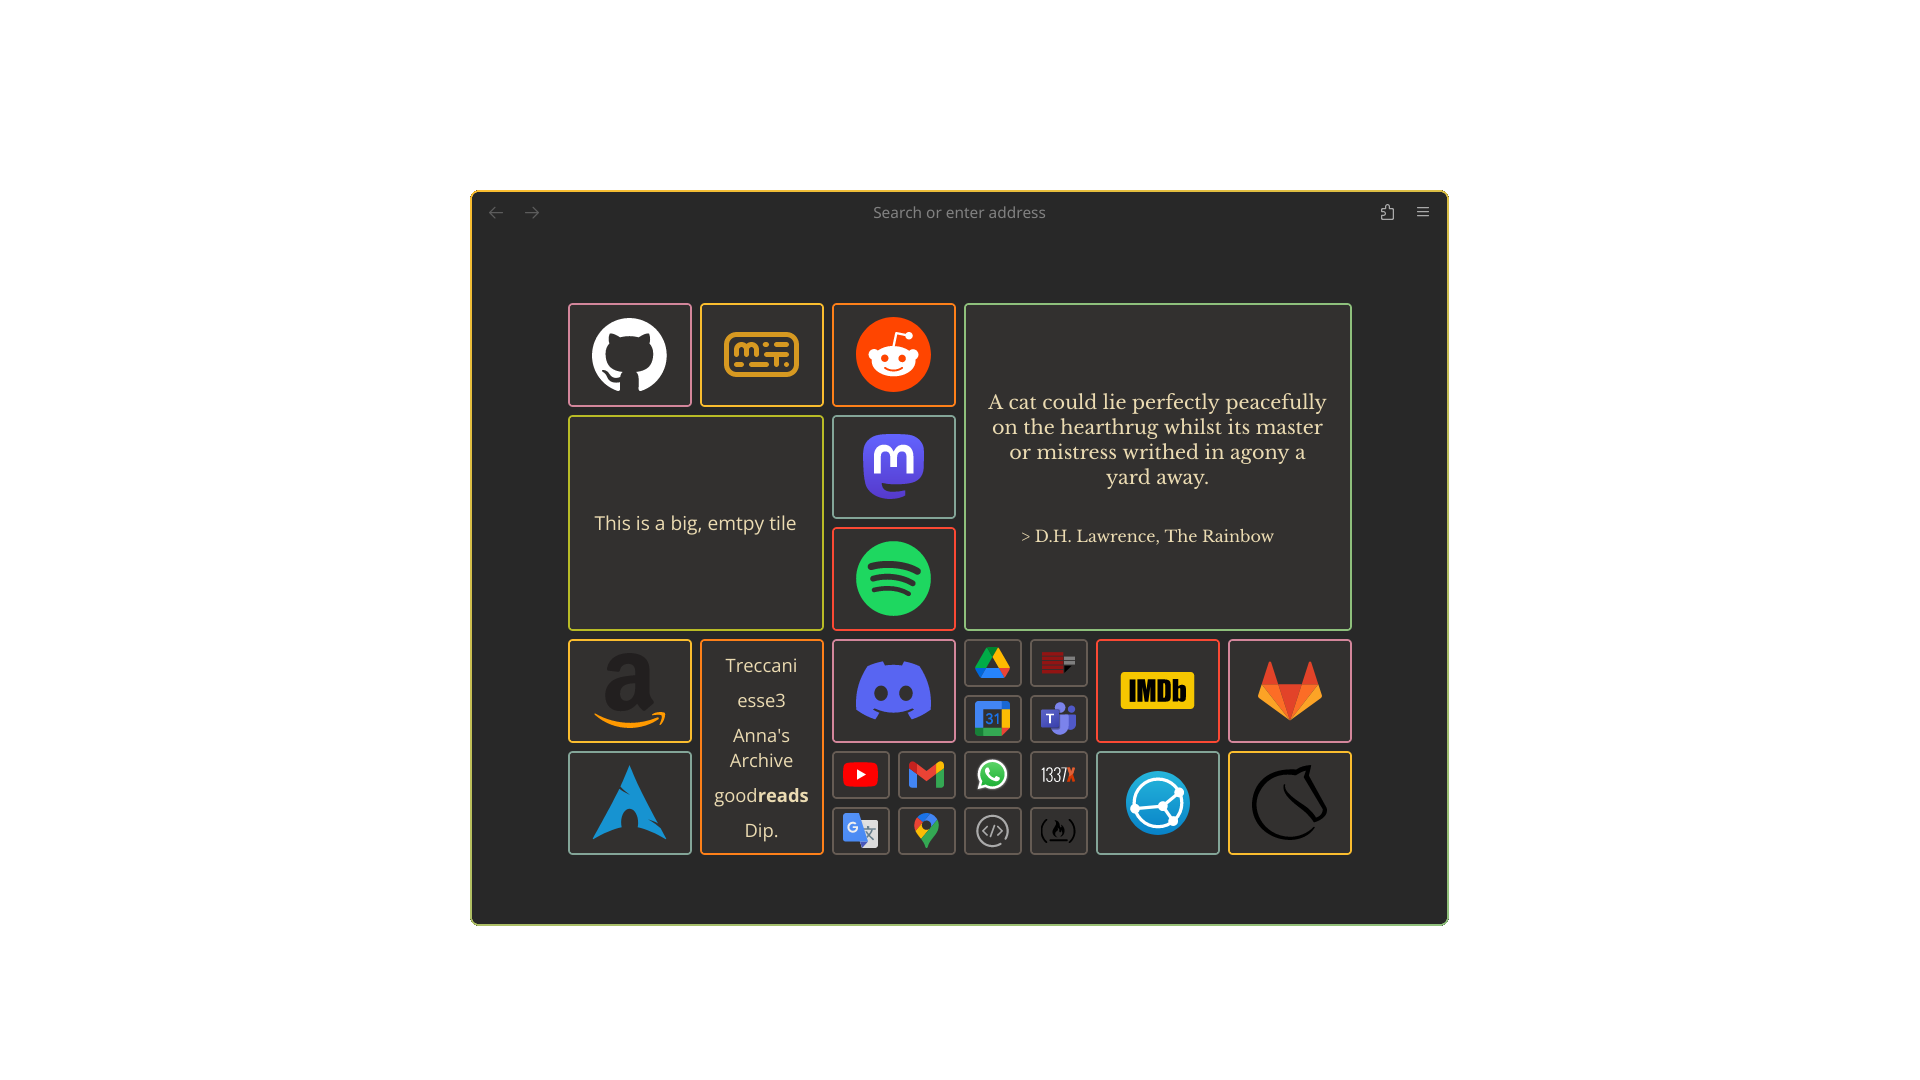 Search or enter address
A cat could lie perfectly peacefully
on the hearthrug whilst its master
or mistress writhed in agony a
yard away.
> D.H. Lawrence, The Rainbow
This is a big, emtpy tile
Treccani
esse3
Anna's
Archive
goodreads
Dip.
31
T
IMDb
1337X
G